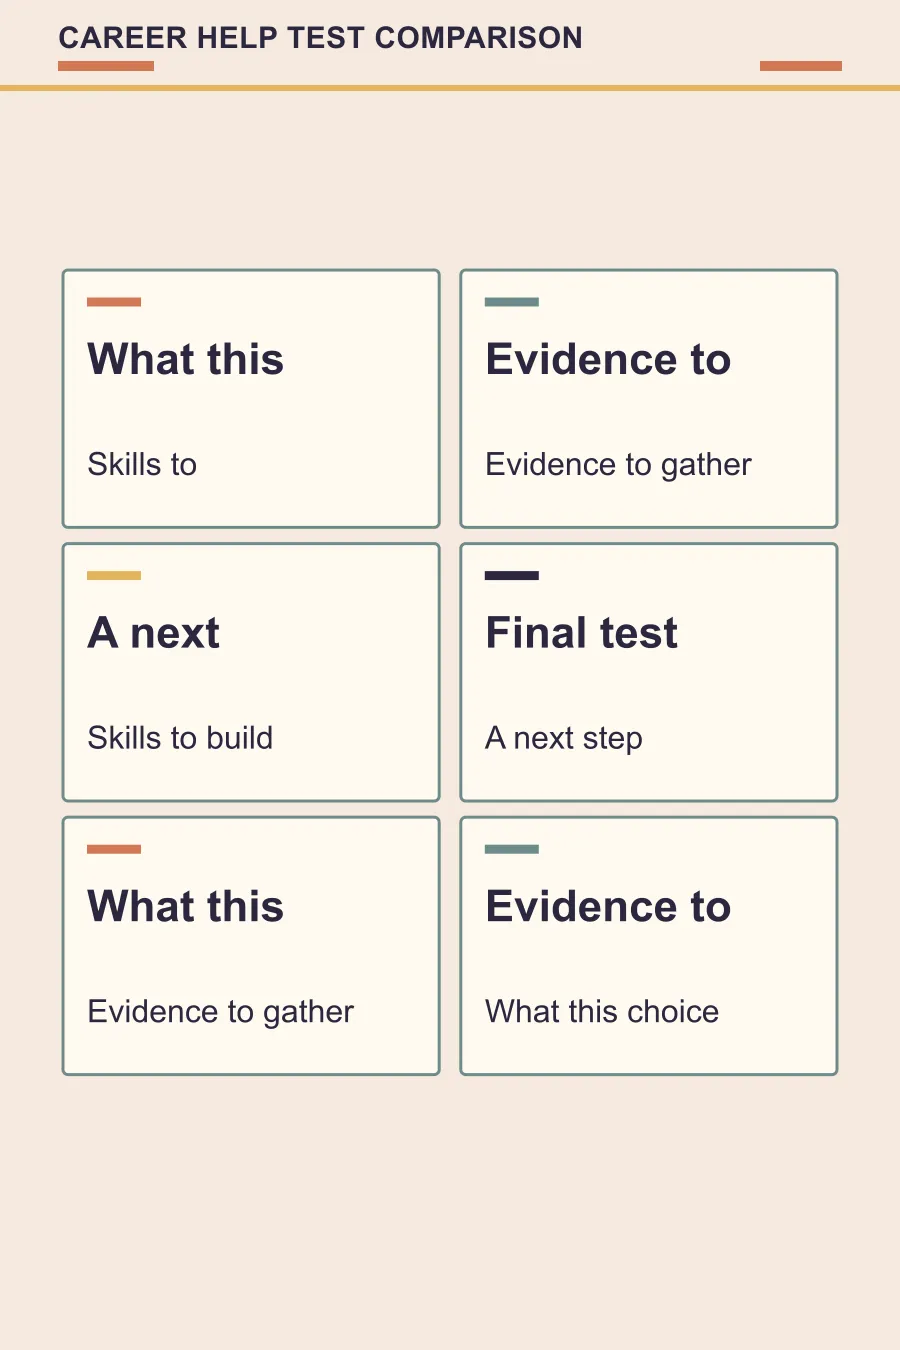 CAREER HELP TEST COMPARISON
What this
Skills to
Evidence to
Evidence to gather
A next
Skills to build
Final test
A next step
What this
Evidence to gather
Evidence to
What this choice